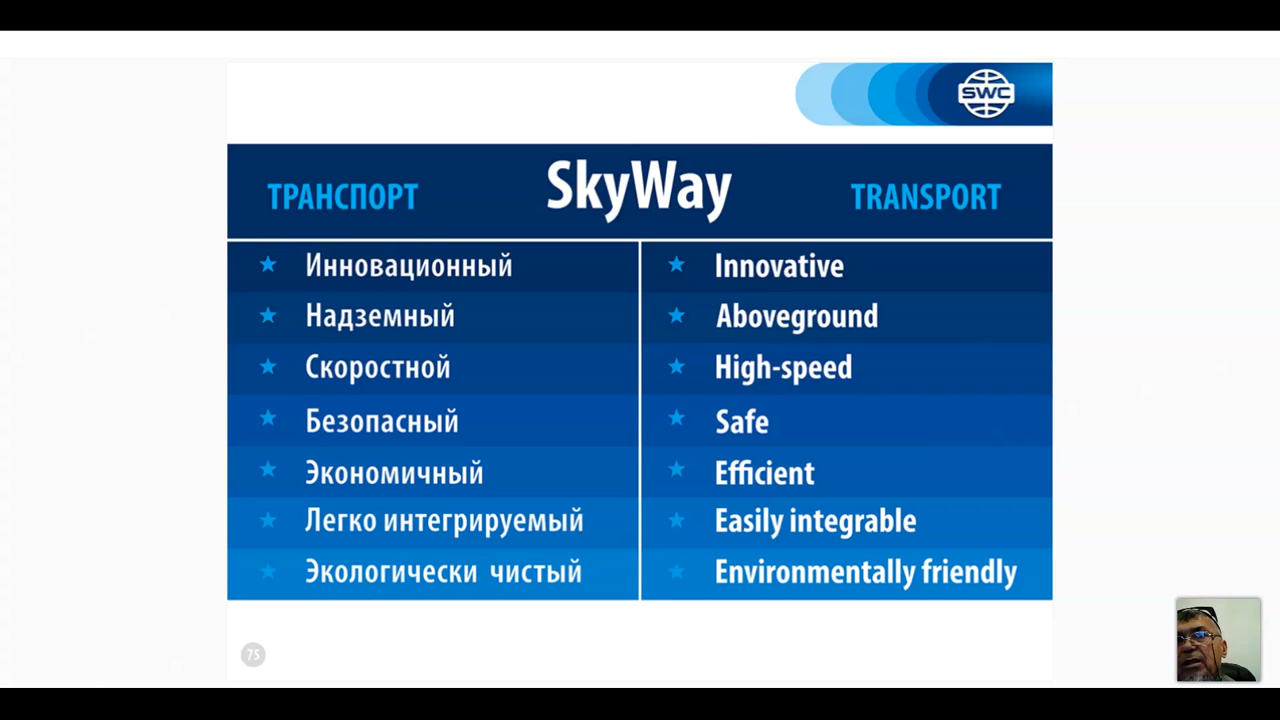 SWC
ТРАНСПОРТ SkyWay TRANSPORT
Инновационный
Надземный
Скоростной
Безопасный
Экономичный
Легко интегрируемый
Экологически чистый
Innovative
Aboveground
High-speed
Safe
Efficient
Easily integrable
Environmentally friendly
75